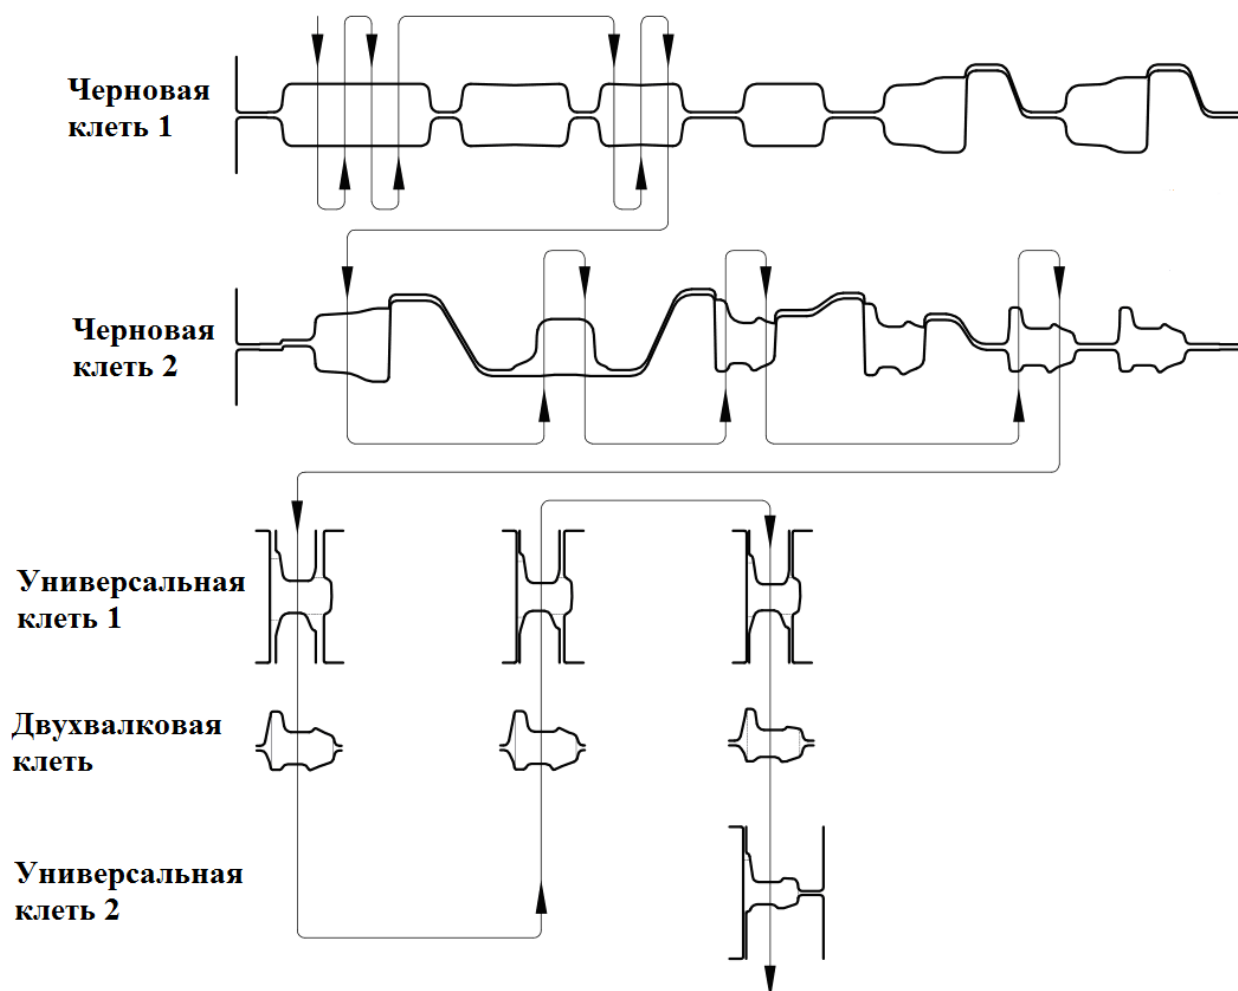 Черновая
клеть 1
Черновая
клеть 2
Универсальная
клеть 1
Двухвалковая
клеть
Универсальная
клеть 2